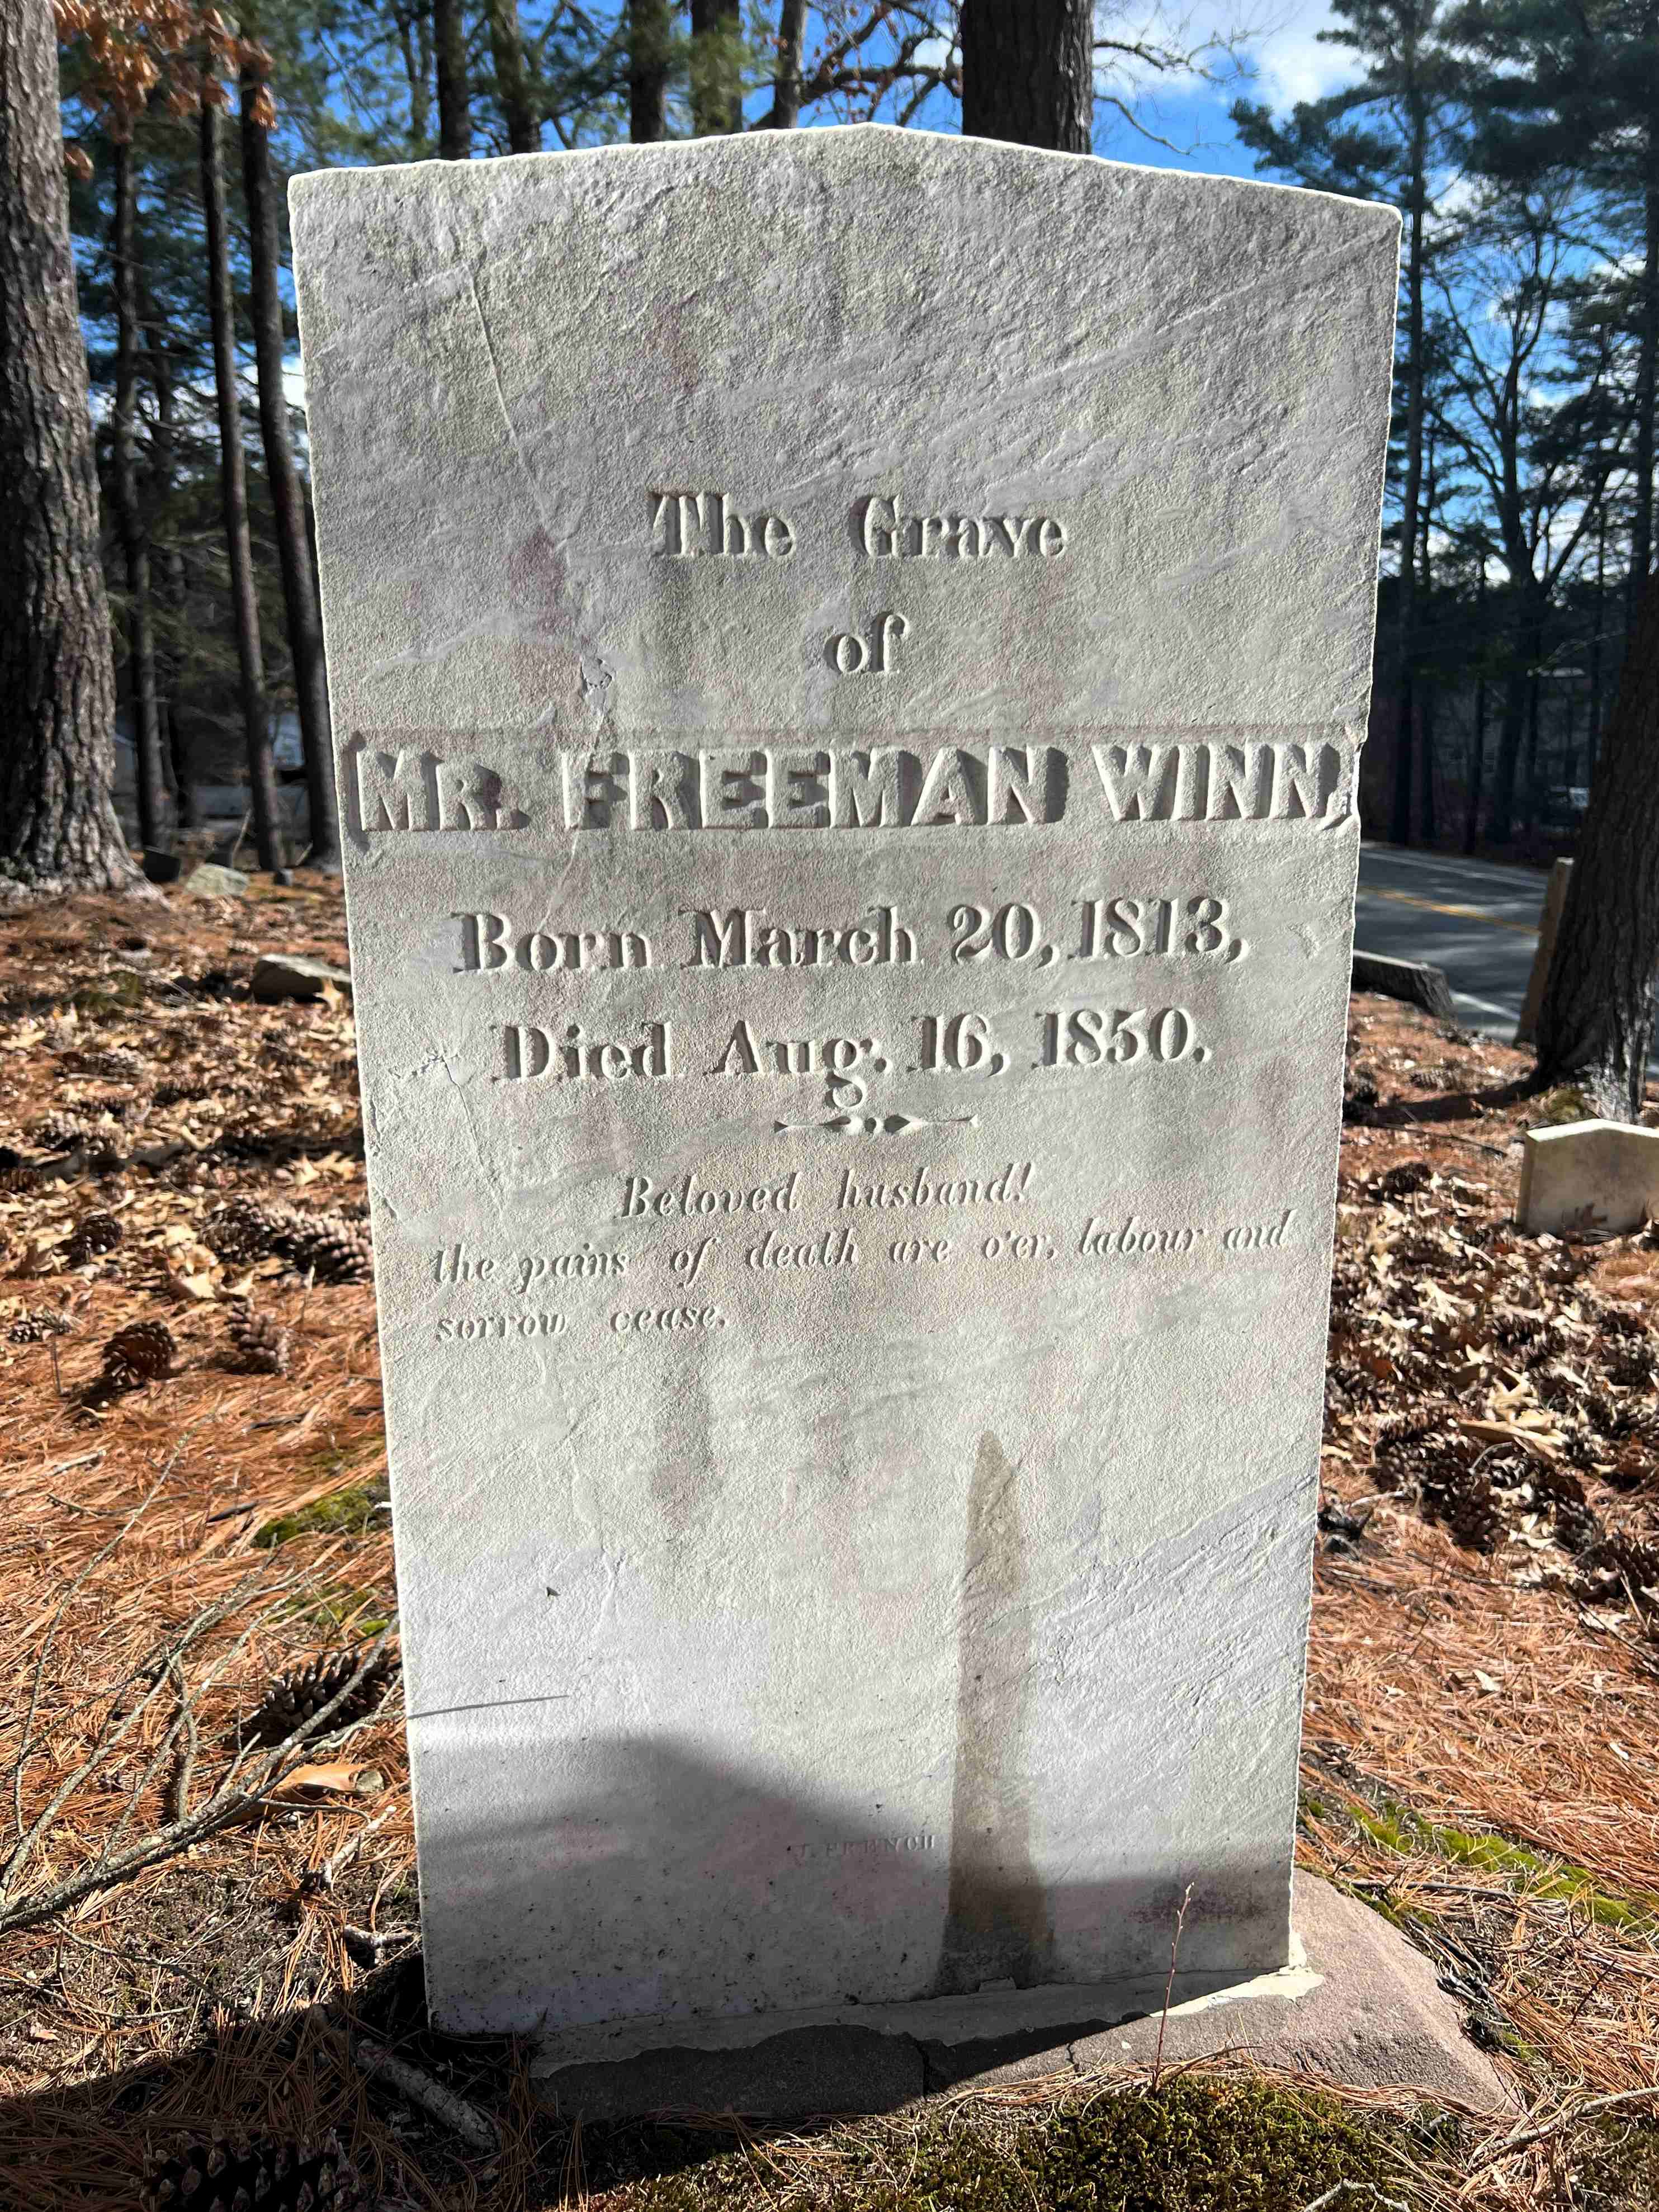 The Grave
of
Mr. FREEMAN WINN,
Born March 20, 1813,
Died Aug. 16, 1850.
Beloved husband!
the pains of death are o'er, labour and
sorrow cease.
J. FRENCH